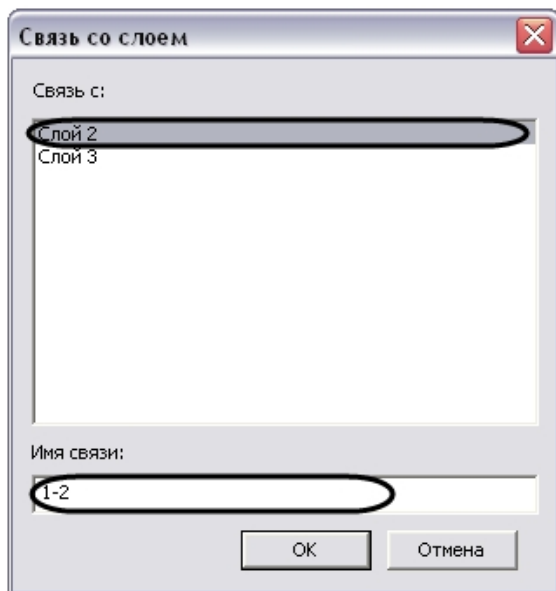 Связь со слоем
Связь с:
Слой 2
Слой 3
Имя связи:
1-2
OK
Отмена